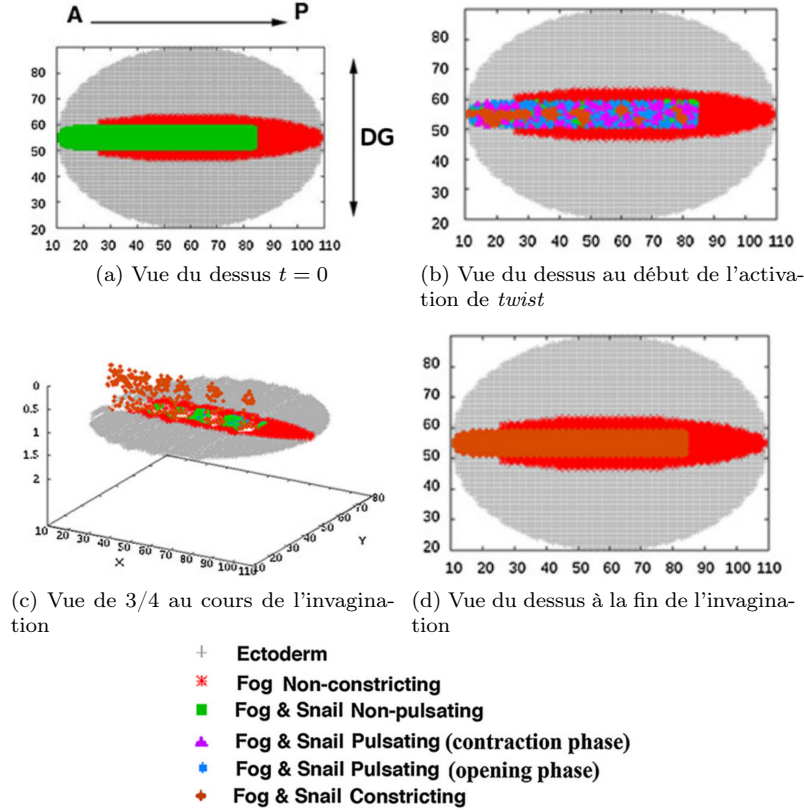 A P
80
70
60
50
40
30
20
10 20 30 40 50 60 70 80 90 100 110
DG
(a) Vue du dessus t = 0
80
70
60
50
40
30
20
10 20 30 40 50 60 70 80 90 100 110
(b) Vue du dessus au début de l'activa-
tion de twist
0
0.5
1
1.5
2
10 20 30 40 50 60 70 80 90 100 110
X
10 20 30 40 50 60 70 80
Y
(c) Vue de 3/4 au cours de l'invagina-
tion
80
70
60
50
40
30
20
10 20 30 40 50 60 70 80 90 100 110
(d) Vue du dessus à la fin de l'invagina-
tion
Ectoderm
Fog Non-constricting
Fog & Snail Non-pulsating
Fog & Snail Pulsating (contraction phase)
Fog & Snail Pulsating (opening phase)
Fog & Snail Constricting